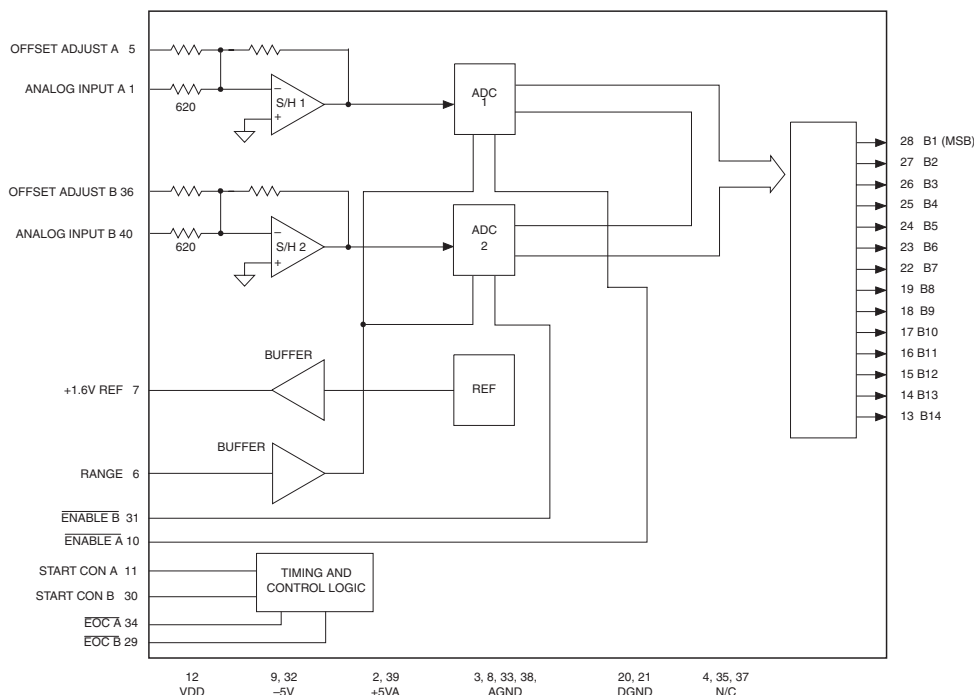 OFFSET ADJUST A 5
ANALOG INPUT A 1
620
S/H 1
−
+
ADC
1
OFFSET ADJUST B 36
ANALOG INPUT B 40
620
S/H 2
−
+
ADC
2
28 B1 (MSB)
27 B2
26 B3
25 B4
24 B5
23 B6
22 B7
19 B8
18 B9
17 B10
16 B11
15 B12
14 B13
13 B14
BUFFER
+1.6V REF 7
REF
BUFFER
RANGE 6
ENABLE B 31
ENABLE A 10
START CON A 11
START CON B 30
TIMING AND
CONTROL LOGIC
EOC A 34
EOC B 29
12 9, 32 2, 39 3, 8, 33, 38, 20, 21 4, 35, 37
VDD –5V +5VA AGND DGND N/C